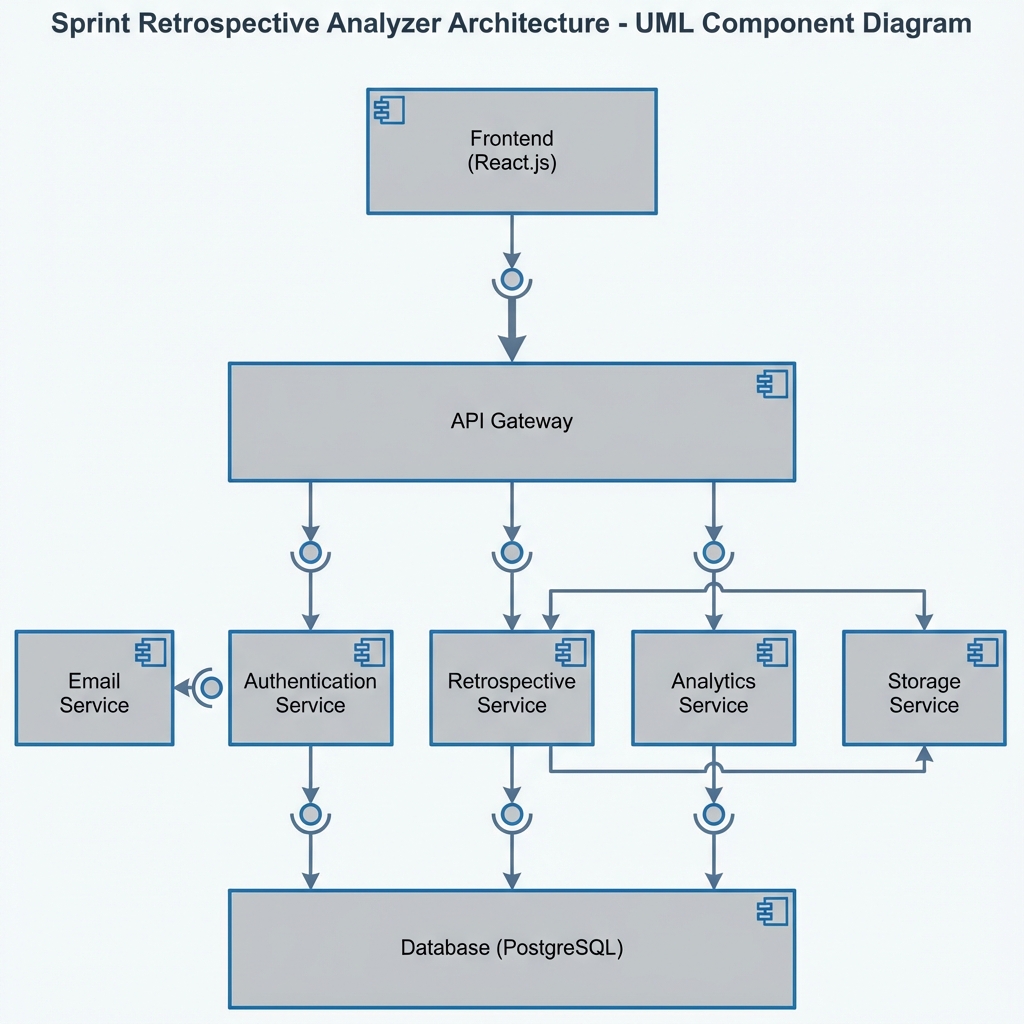 Sprint Retrospective Analyzer Architecture - UML Component Diagram
Frontend
(React.js)
API Gateway
Email
Service
Authentication
Service
Retrospective
Service
Analytics
Service
Storage
Service
Database (PostgreSQL)